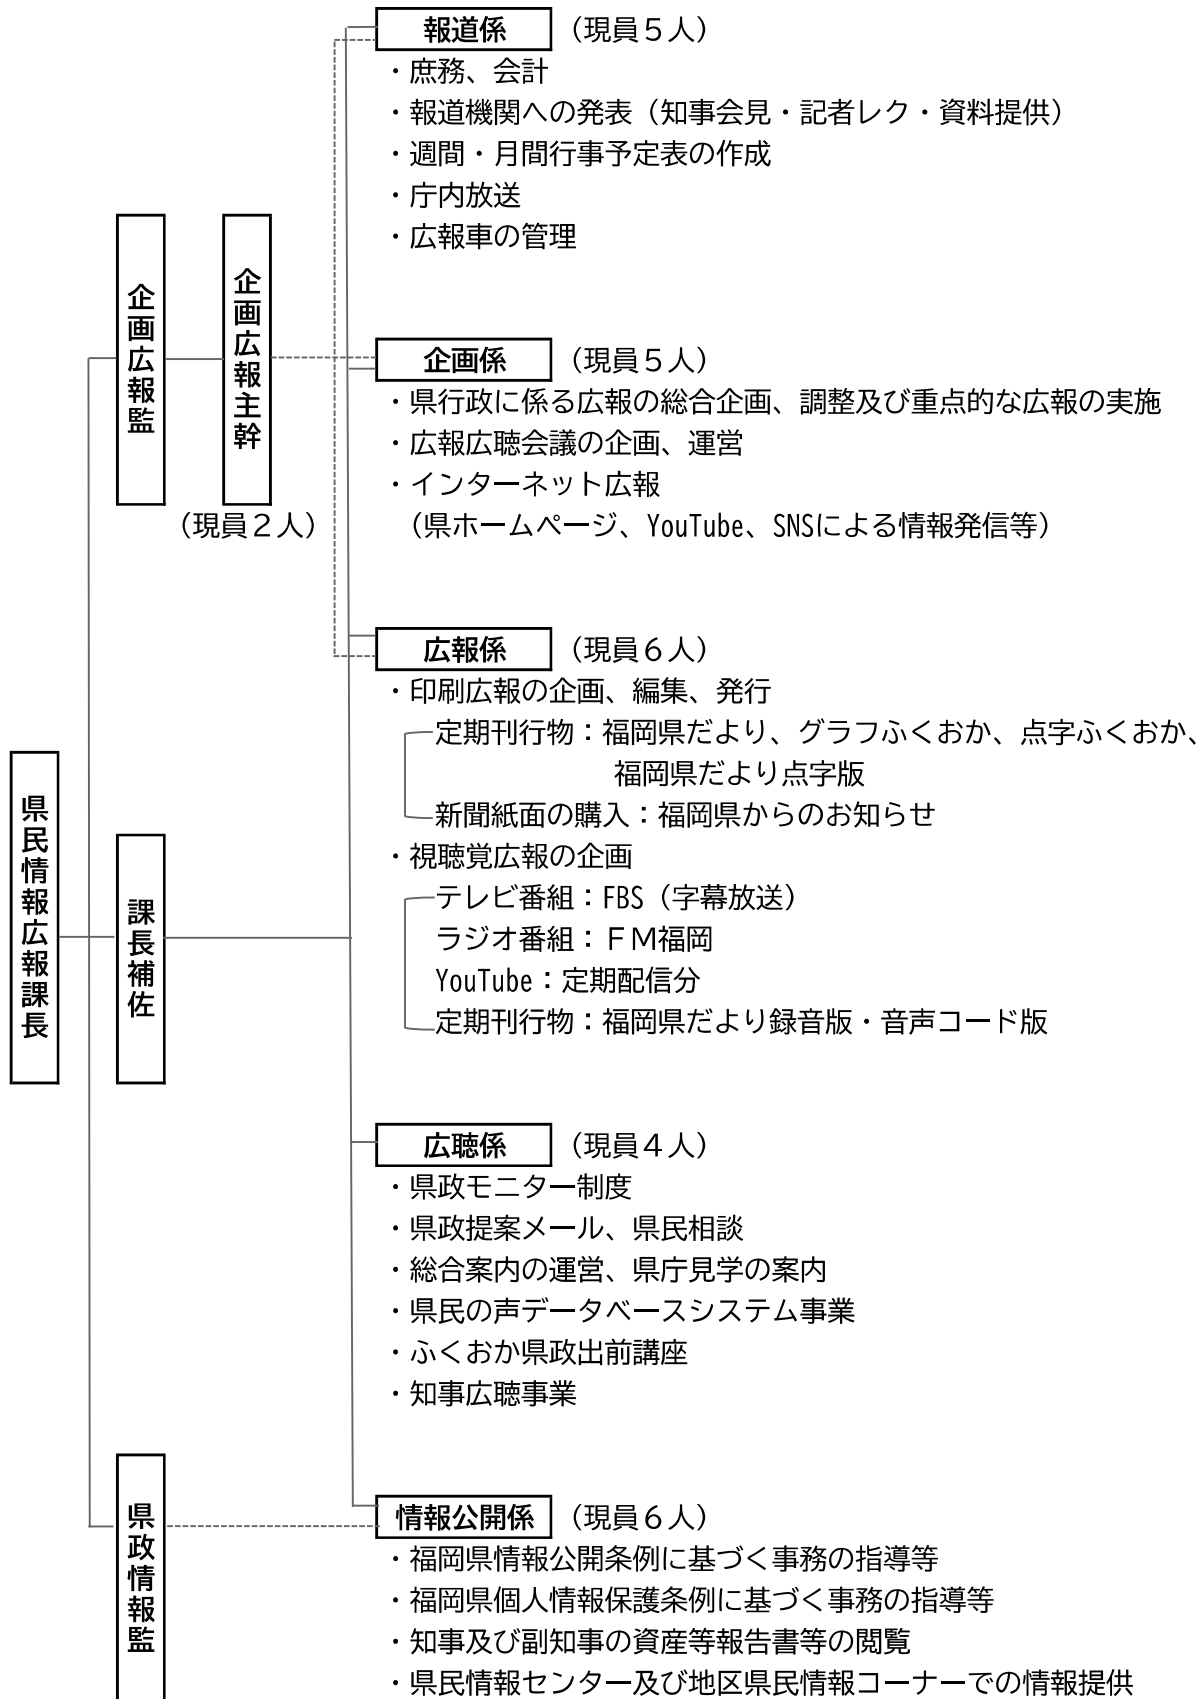 報道係 （現員５人）
・庶務、会計
・報道機関への発表（知事会見・記者レク・資料提供）
・週間・月間行事予定表の作成
・庁内放送
・広報車の管理
企画広報監
企画広報主幹
（現員２人）
企画係 （現員５人）
・県行政に係る広報の総合企画、調整及び重点的な広報の実施
・広報広聴会議の企画、運営
・インターネット広報
（県ホームページ、YouTube、SNSによる情報発信等）
広報係 （現員６人）
・印刷広報の企画、編集、発行
定期刊行物：福岡県だより、グラフふくおか、点字ふくおか、
福岡県だより点字版
新聞紙面の購入：福岡県からのお知らせ
・視聴覚広報の企画
テレビ番組：FBS（字幕放送）
ラジオ番組：ＦＭ福岡
YouTube：定期配信分
定期刊行物：福岡県だより録音版・音声コード版
県民情報広報課長
課長補佐
広聴係 （現員４人）
・県政モニター制度
・県政提案メール、県民相談
・総合案内の運営、県庁見学の案内
・県民の声データベースシステム事業
・ふくおか県政出前講座
・知事広聴事業
県政情報監
情報公開係 （現員６人）
・福岡県情報公開条例に基づく事務の指導等
・福岡県個人情報保護条例に基づく事務の指導等
・知事及び副知事の資産等報告書等の閲覧
・県民情報センター及び地区県民情報コーナーでの情報提供